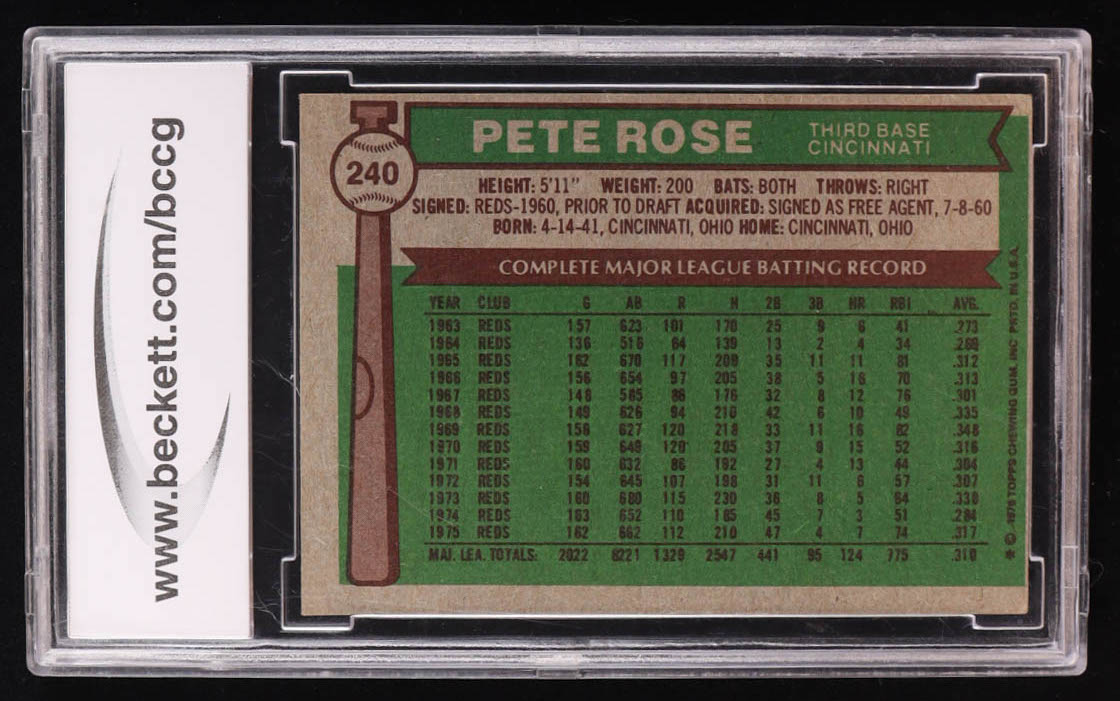 www.beckett.com/bccg
240
PETE ROSE
THIRD BASE
CINCINNATI
HEIGHT: 5'11" WEIGHT: 200 BATS: BOTH THROWS: RIGHT
SIGNED: REDS-1960, PRIOR TO DRAFT ACQUIRED: SIGNED AS FREE AGENT, 7-8-60
BORN: 4-14-41, CINCINNATI, OHIO HOME: CINCINNATI, OHIO
COMPLETE MAJOR LEAGUE BATTING RECORD
YEAR CLUB G AB R H 2B 3B HR RBI AVG.
1963 REDS 157 623 101 170 25 9 6 41 .273
1964 REDS 136 516 64 139 13 2 4 34 .269
1965 REDS 162 670 117 209 35 11 11 81 .312
1966 REDS 156 654 97 205 38 5 16 70 .313
1967 REDS 148 585 86 176 32 8 12 76 .301
1968 REDS 149 626 94 210 42 6 10 49 .335
1969 REDS 156 627 120 218 33 11 16 82 .348
1970 REDS 159 649 120 205 37 9 15 52 .316
1971 REDS 160 632 86 192 27 4 13 44 .304
1972 REDS 154 645 107 198 31 11 6 57 .307
1973 REDS 160 680 115 230 36 8 5 64 .338
1974 REDS 163 652 110 185 45 7 3 51 .284
1975 REDS 162 662 112 210 47 4 7 74 .317
MAJ. LEA. TOTALS: 2022 8221 1329 2547 441 95 124 775 .310
* © 1976 TOPPS CHEWING GUM, INC. PRTD. IN U.S.A.